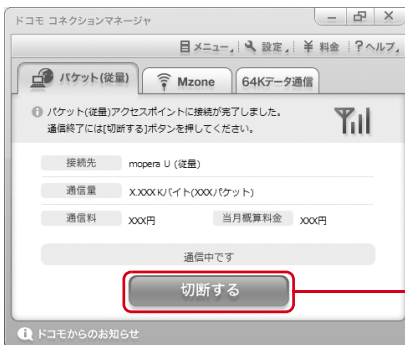 ドコモ コネクションマネージャ
メニュー 設定 ¥ 料金 ? ヘルプ
パケット(従量) Mzone 64Kデータ通信
パケット(従量)アクセスポイントに接続が完了しました。
通信終了には[切断する]ボタンを押してください。
接続先 mopera U (従量)
通信量 X.XXXKバイト(XXXパケット)
通信料 XXX円 当月概算料金 XXX円
通信中です
切断する
ドコモからのお知らせ